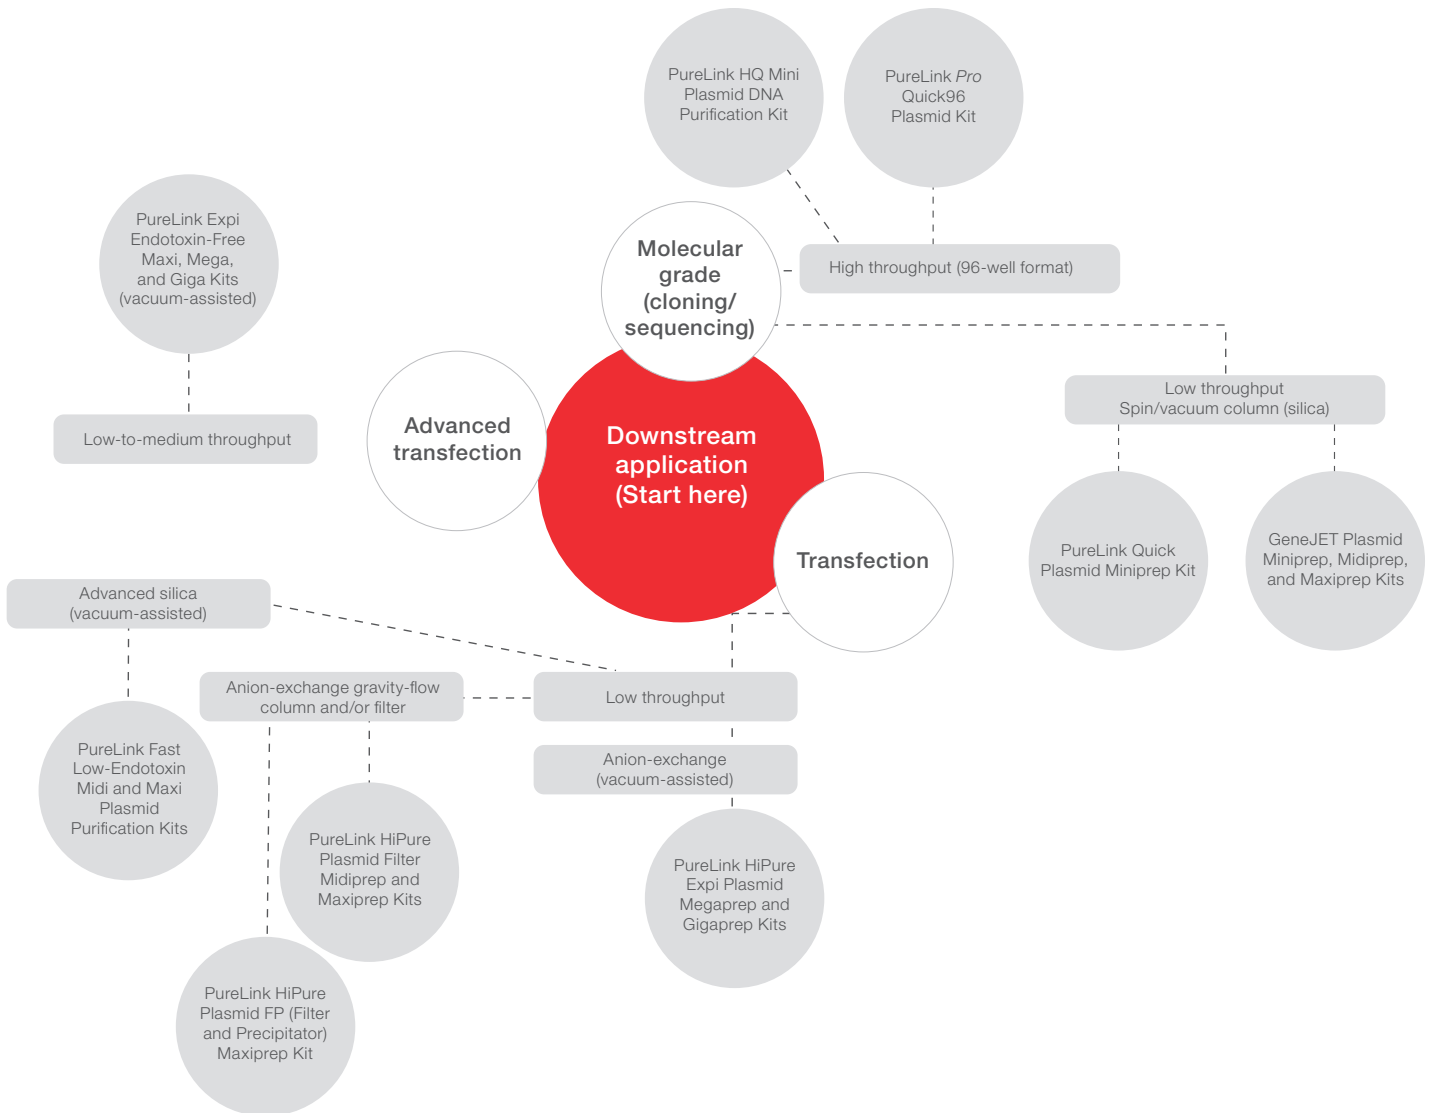 PureLink HQ Mini
Plasmid DNA
Purification Kit
PureLink Pro
Quick96
Plasmid Kit
PureLink Expi
Endotoxin-Free
Maxi, Mega,
and Giga Kits
(vacuum-assisted)
Molecular
grade
(cloning/
sequencing)
High throughput (96-well format)
Low throughput
Spin/vacuum column (silica)
Low-to-medium throughput
Advanced
transfection
Downstream
application
(Start here)
Transfection
PureLink Quick
Plasmid Miniprep Kit
GeneJET Plasmid
Miniprep, Midiprep,
and Maxiprep Kits
Advanced silica
(vacuum-assisted)
Anion-exchange gravity-flow
column and/or filter
Low throughput
Anion-exchange
(vacuum-assisted)
PureLink Fast
Low-Endotoxin
Midi and Maxi
Plasmid
Purification Kits
PureLink HiPure
Plasmid Filter
Midiprep and
Maxiprep Kits
PureLink HiPure
Expi Plasmid
Megaprep and
Gigaprep Kits
PureLink HiPure
Plasmid FP (Filter
and Precipitator)
Maxiprep Kit